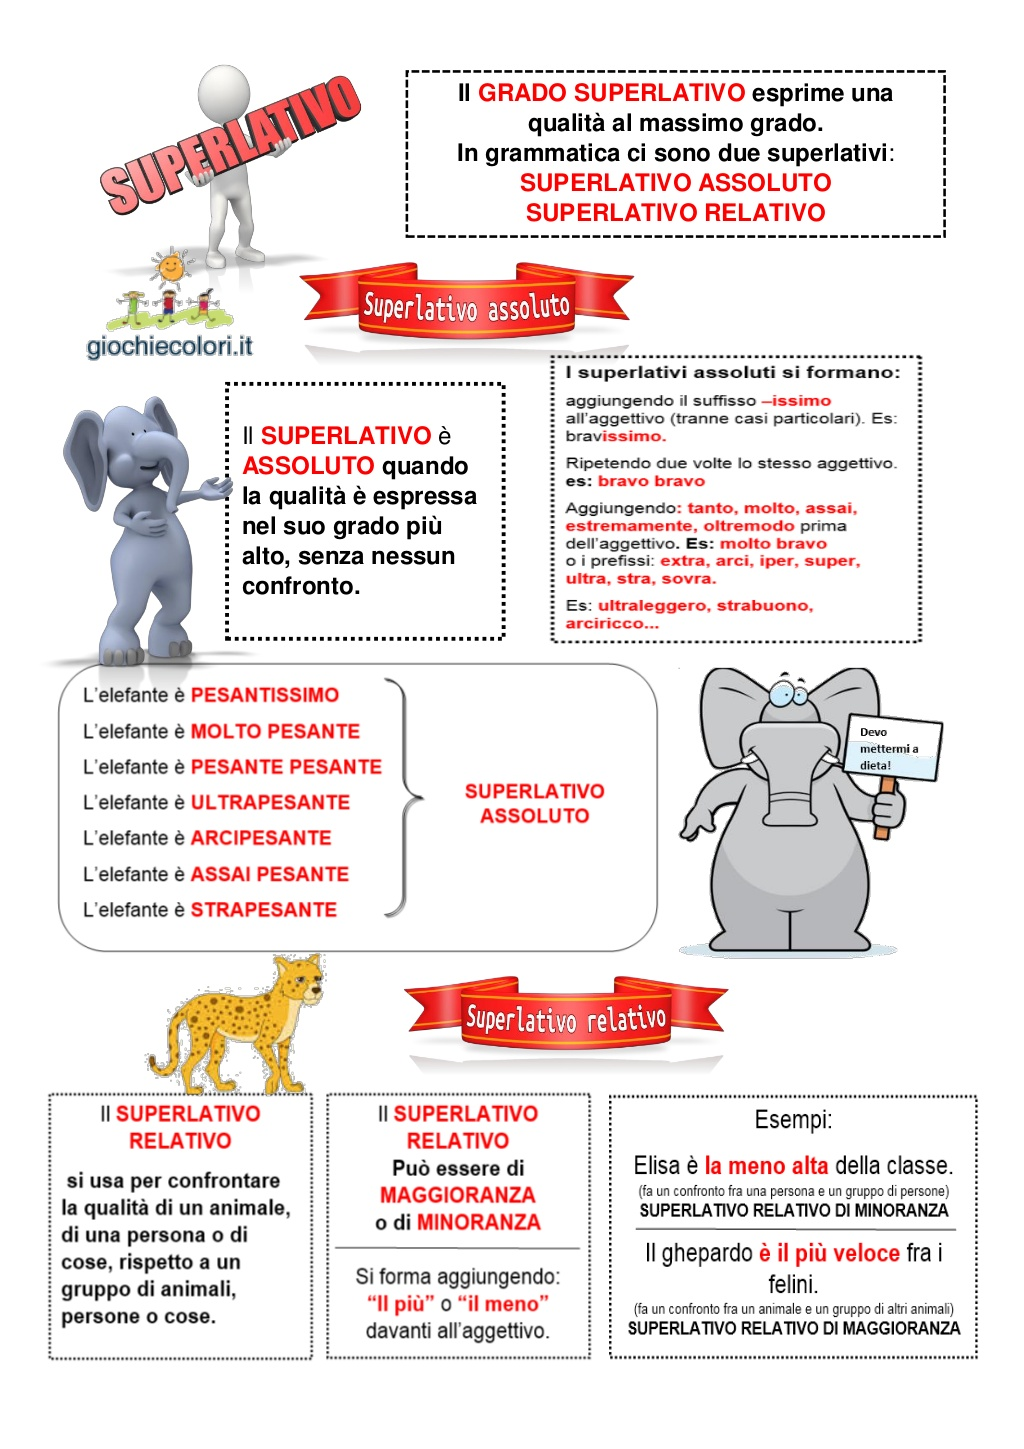 SUPERLATIVO
Il GRADO SUPERLATIVO esprime una
qualità al massimo grado.
In grammatica ci sono due superlativi:
SUPERLATIVO ASSOLUTO
SUPERLATIVO RELATIVO
giochiecolori.it
Superlativo assoluto
Il SUPERLATIVO è
ASSOLUTO quando
la qualità è espressa
nel suo grado più
alto, senza nessun
confronto.
I superlativi assoluti si formano:
aggiungendo il suffisso –issimo
all'aggettivo (tranne casi particolari). Es:
bravissimo.
Ripetendo due volte lo stesso aggettivo.
es: bravo bravo
Aggiungendo: tanto, molto, assai,
estremamente, oltremodo prima
dell'aggettivo. Es: molto bravo
o i prefissi: extra, arci, iper, super,
ultra, stra, sovra.
Es: ultraleggero, strabuono,
arciricco...
L'elefante è PESANTISSIMO
L'elefante è MOLTO PESANTE
L'elefante è PESANTE PESANTE
L'elefante è ULTRAPESANTE
L'elefante è ARCIPESANTE
L'elefante è ASSAI PESANTE
L'elefante è STRAPESANTE
SUPERLATIVO
ASSOLUTO
Devo
mettermi a
dieta!
Superlativo relativo
Il SUPERLATIVO
RELATIVO
si usa per confrontare
la qualità di un animale,
di una persona o di
cose, rispetto a un
gruppo di animali,
persone o cose.
Il SUPERLATIVO
RELATIVO
Può essere di
MAGGIORANZA
o di MINORANZA
Si forma aggiungendo:
“Il più” o “il meno”
davanti all'aggettivo.
Esempi:
Elisa è la meno alta della classe.
(fa un confronto fra una persona e un gruppo di persone)
SUPERLATIVO RELATIVO DI MINORANZA
Il ghepardo è il più veloce fra i
felini.
(fa un confronto fra un animale e un gruppo di altri animali)
SUPERLATIVO RELATIVO DI MAGGIORANZA